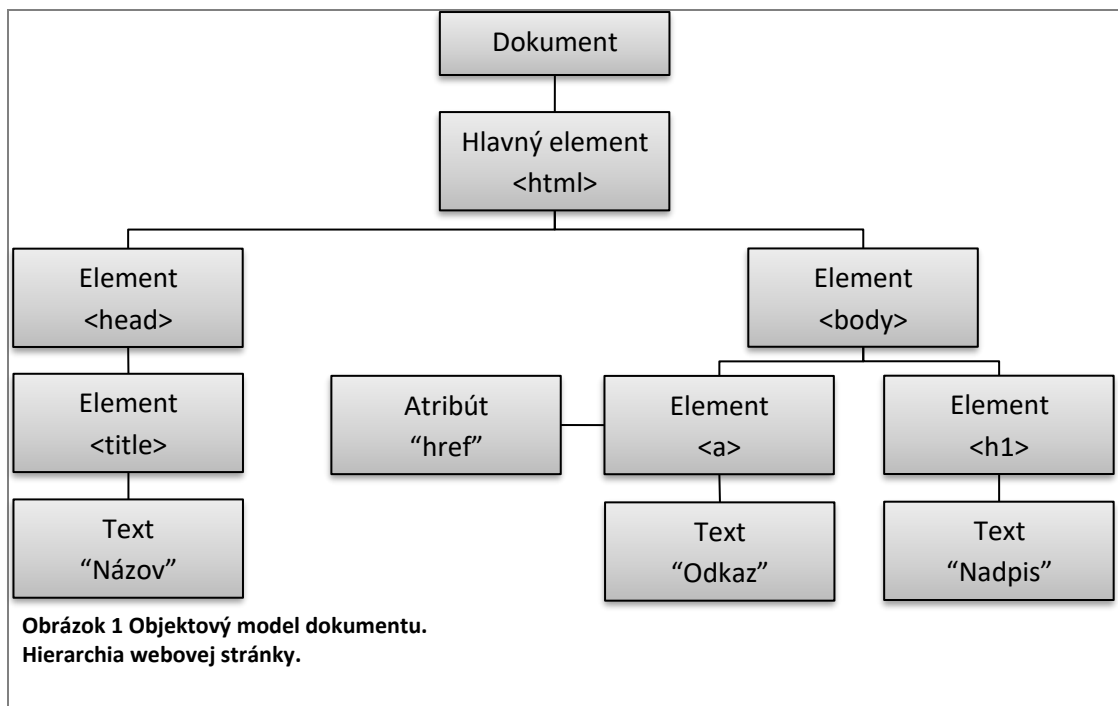 Dokument
Hlavný element
<html>
Element
<head>
Element
<body>
Element
<title>
Atribút
“href”
Element
<a>
Element
<h1>
Text
“Názov”
Text
“Odkaz”
Text
“Nadpis”
Obrázok 1 Objektový model dokumentu.
Hierarchia webovej stránky.